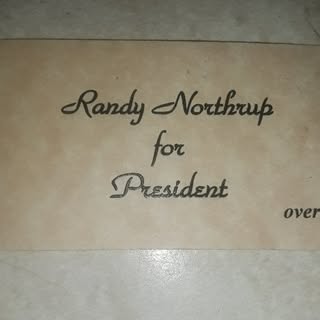 Randy Northrup
for
President
over